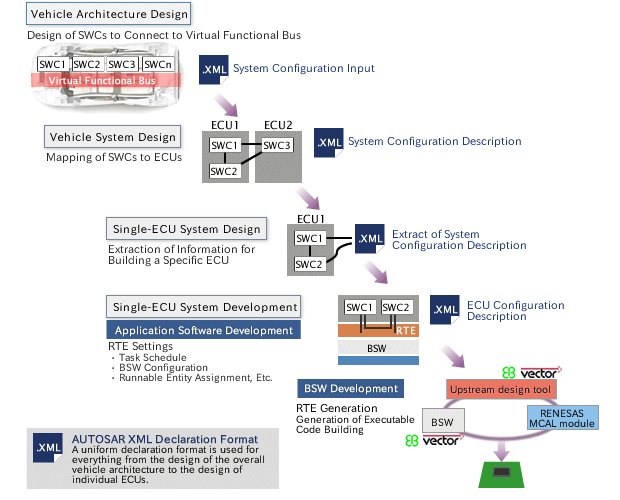 Vehicle Architecture Design
Design of SWCs to Connect to Virtual Functional Bus
SWC1 SWC2 SWC3 SWCn
Virtual Functional Bus
.XML
System Configuration Input
Vehicle System Design
Mapping of SWCs to ECUs
ECU1 ECU2
SWC1 SWC3
SWC2
.XML
System Configuration Description
Single-ECU System Design
Extraction of Information for
Building a Specific ECU
ECU1
SWC1
SWC2
.XML
Extract of System
Configuration Description
Single-ECU System Development
Application Software Development
RTE Settings
・ Task Schedule
・ BSW Configuration
・ Runnable Entity Assignment, Etc.
SWC1 SWC2
RTE
BSW
.XML
ECU Configuration
Description
BSW Development
RTE Generation
Generation of Executable
Code Building
vector
Upstream design tool
BSW
vector
RENESAS
MCAL module
.XML
AUTOSAR XML Declaration Format
A uniform declaration format is used for
everything from the design of the overall
vehicle architecture to the design of
individual ECUs.